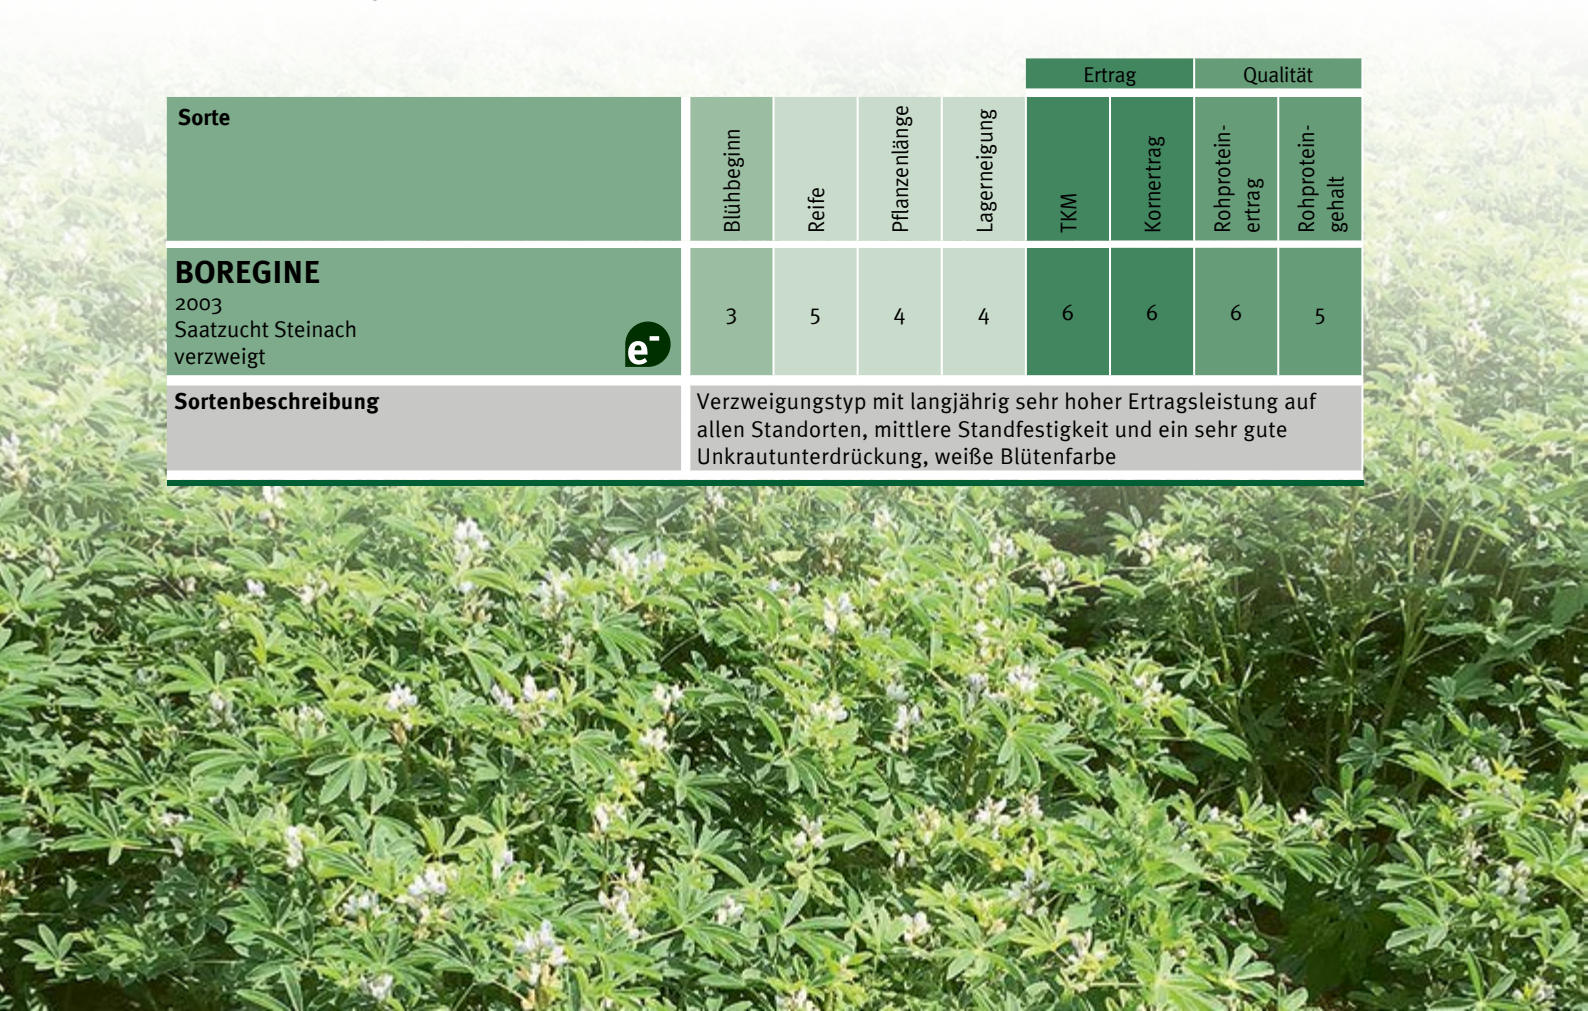 Ertrag Qualität
Sorte
Blühbeginn
Reife
Pflanzenlänge
Lagerneigung
TKM
Kornertrag
Rohprotein-
ertrag
Rohprotein-
gehalt
BOREGINE
2003
Saatzucht Steinach
verzweigt
e-
3 5 4 4 6 6 6 5
Sortenbeschreibung
Verzweigungstyp mit langjährig sehr hoher Ertragsleistung auf
allen Standorten, mittlere Standfestigkeit und ein sehr gute
Unkrautunterdrückung, weiße Blütenfarbe